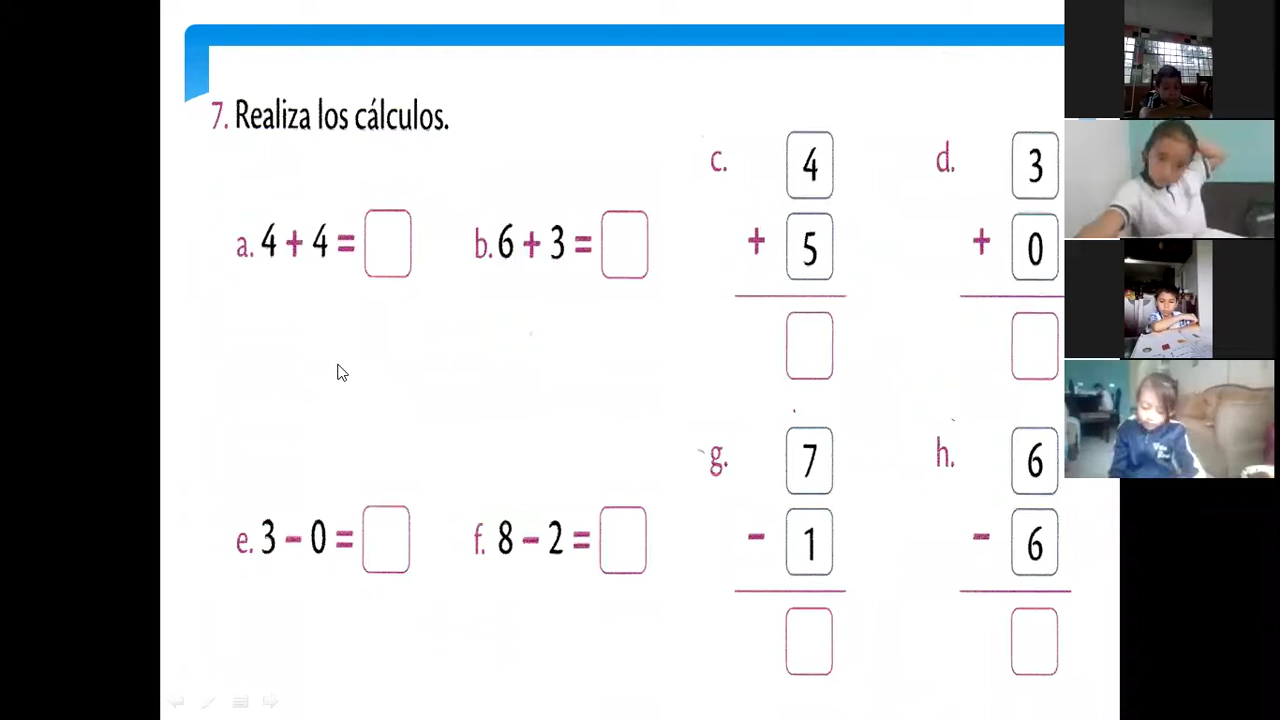 7. Realiza los cálculos.
a. 4 + 4 =
b. 6 + 3 =
c. 4
+ 5
d. 3
+ 0
e. 3 – 0 =
f. 8 – 2 =
g. 7
– 1
h. 6
– 6